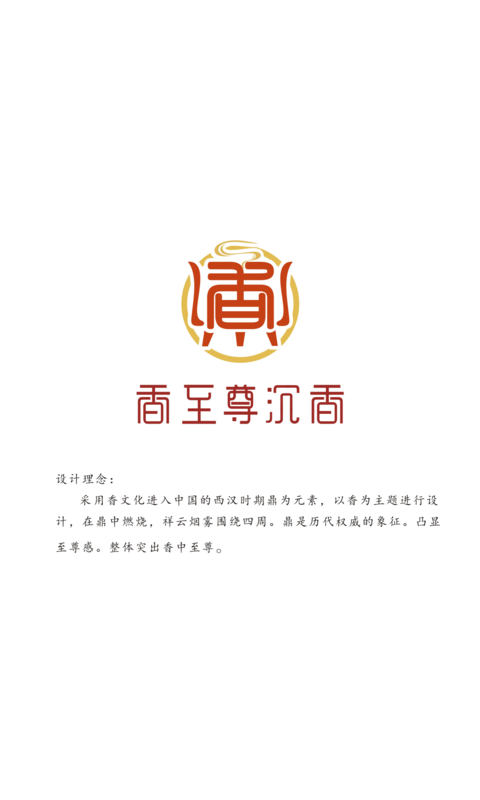 香
香至尊沉香
设计理念：
采用香文化进入中国的西汉时期鼎为元素，以香为主题进行设
计，在鼎中燃烧，祥云烟雾围绕四周。鼎是历代权威的象征。凸显
至尊感。整体突出香中至尊。